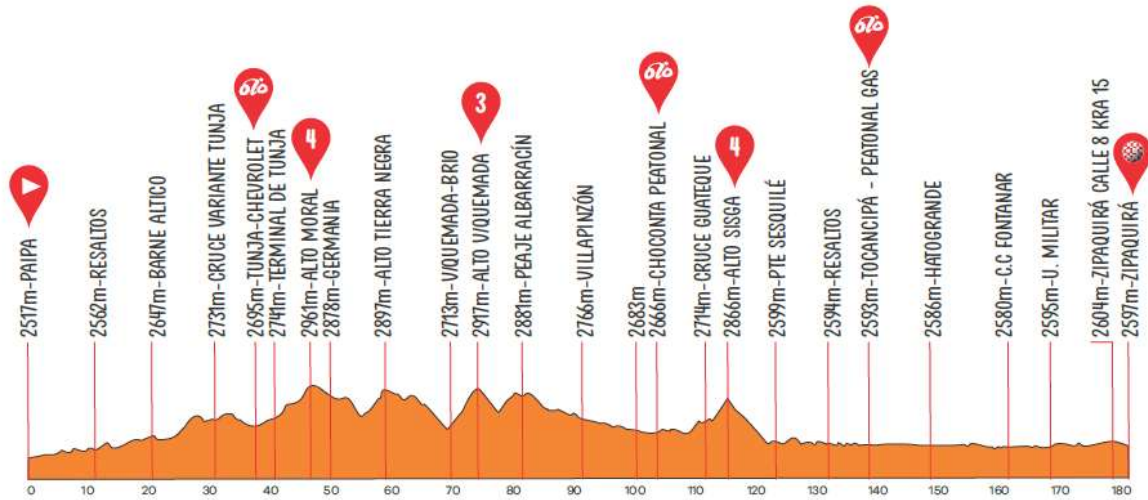 2517m-PAIPA
2562m-RESALTOS
2647m-BARNE ALTICO
2731m-CRUCE VARIANTE TUNJA
2695m-TUNJA-CHEVROLET
2741m-TERMINAL DE TUNJA
4
2961m-ALTO MORAL
2878m-GERMANIA
2897m-ALTO TIERRA NEGRA
2713m-V/QUEMADA-BRIO
3
2917m-ALTO V/QUEMADA
2881m-PEAJE ALBARRACÍN
2766m-VILLAPINZÓN
2683m
2666m-CHOCONTA PEATONAL
2714m-CRUCE GUATEQUE
4
2866m-ALTO SISGA
2599m-PTE SESQUILÉ
2594m-RESALTOS
2593m-TOCANCIPÁ - PEATONAL GAS
2586m-HATOGRANDE
2580m-C.C FONTANAR
2595m-U. MILITAR
2604m-ZIPAQUIRÁ CALLE 8 KRA 15
2597m-ZIPAQUIRÁ
0 10 20 30 40 50 60 70 80 90 100 110 120 130 140 150 160 170 180